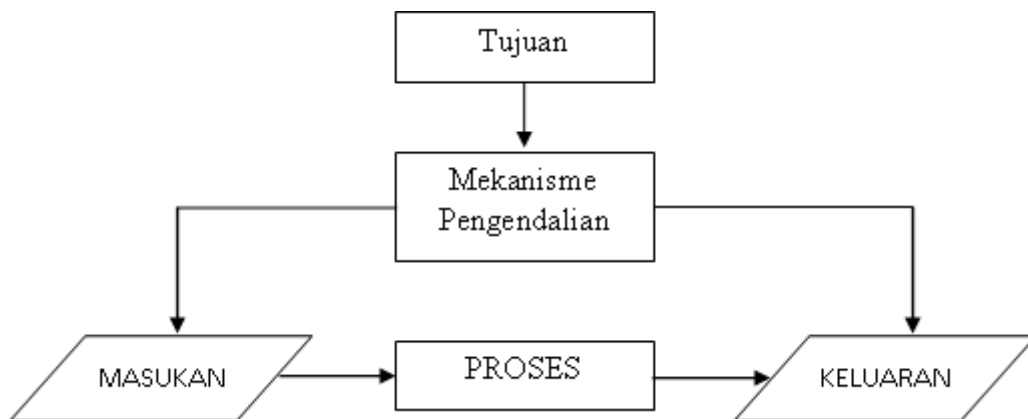 Tujuan
Mekanisme
Pengendalian
MASUKAN
PROSES
KELUARAN